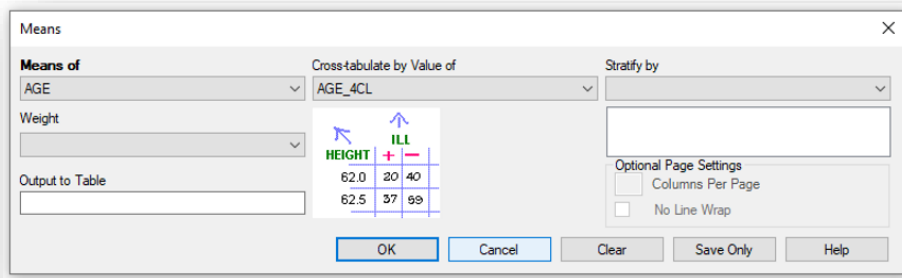 Means
Means of
Cross-tabulate by Value of
Stratify by
AGE
AGE_4CL
Weight
ILL
HEIGHT + −
62.0 20 40
62.5 37 99
Output to Table
Optional Page Settings
Columns Per Page
No Line Wrap
OK
Cancel
Clear
Save Only
Help